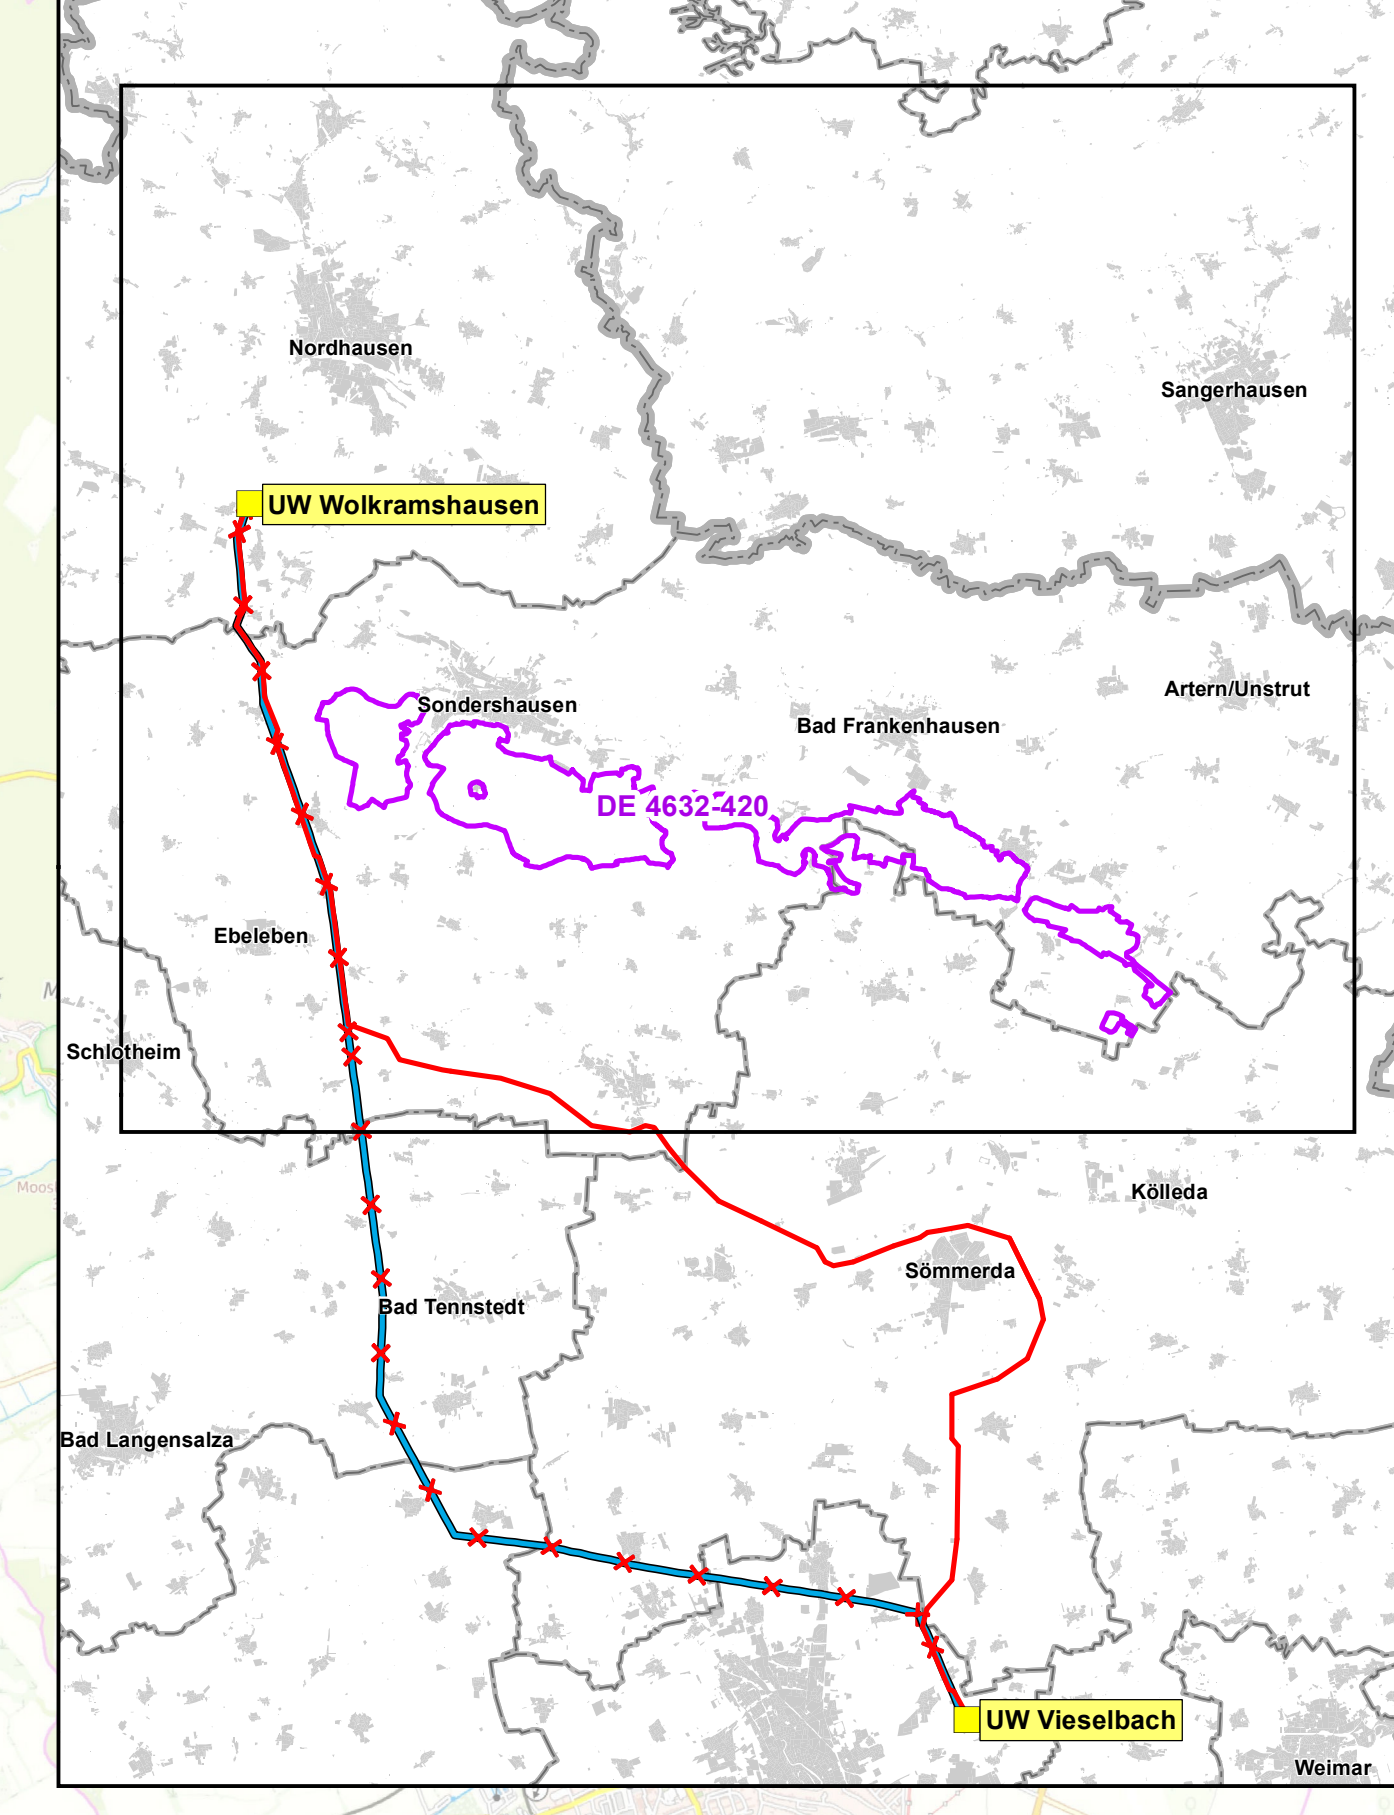 Nordhausen
Sangerhausen
UW Wolkramshausen
Artern/Unstrut
Sondershausen
Bad Frankenhausen
DE 4632-420
Ebeleben
Schlotheim
Kölleda
Sömmerda
Bad Tennstedt
Bad Langensalza
UW Vieselbach
Weimar